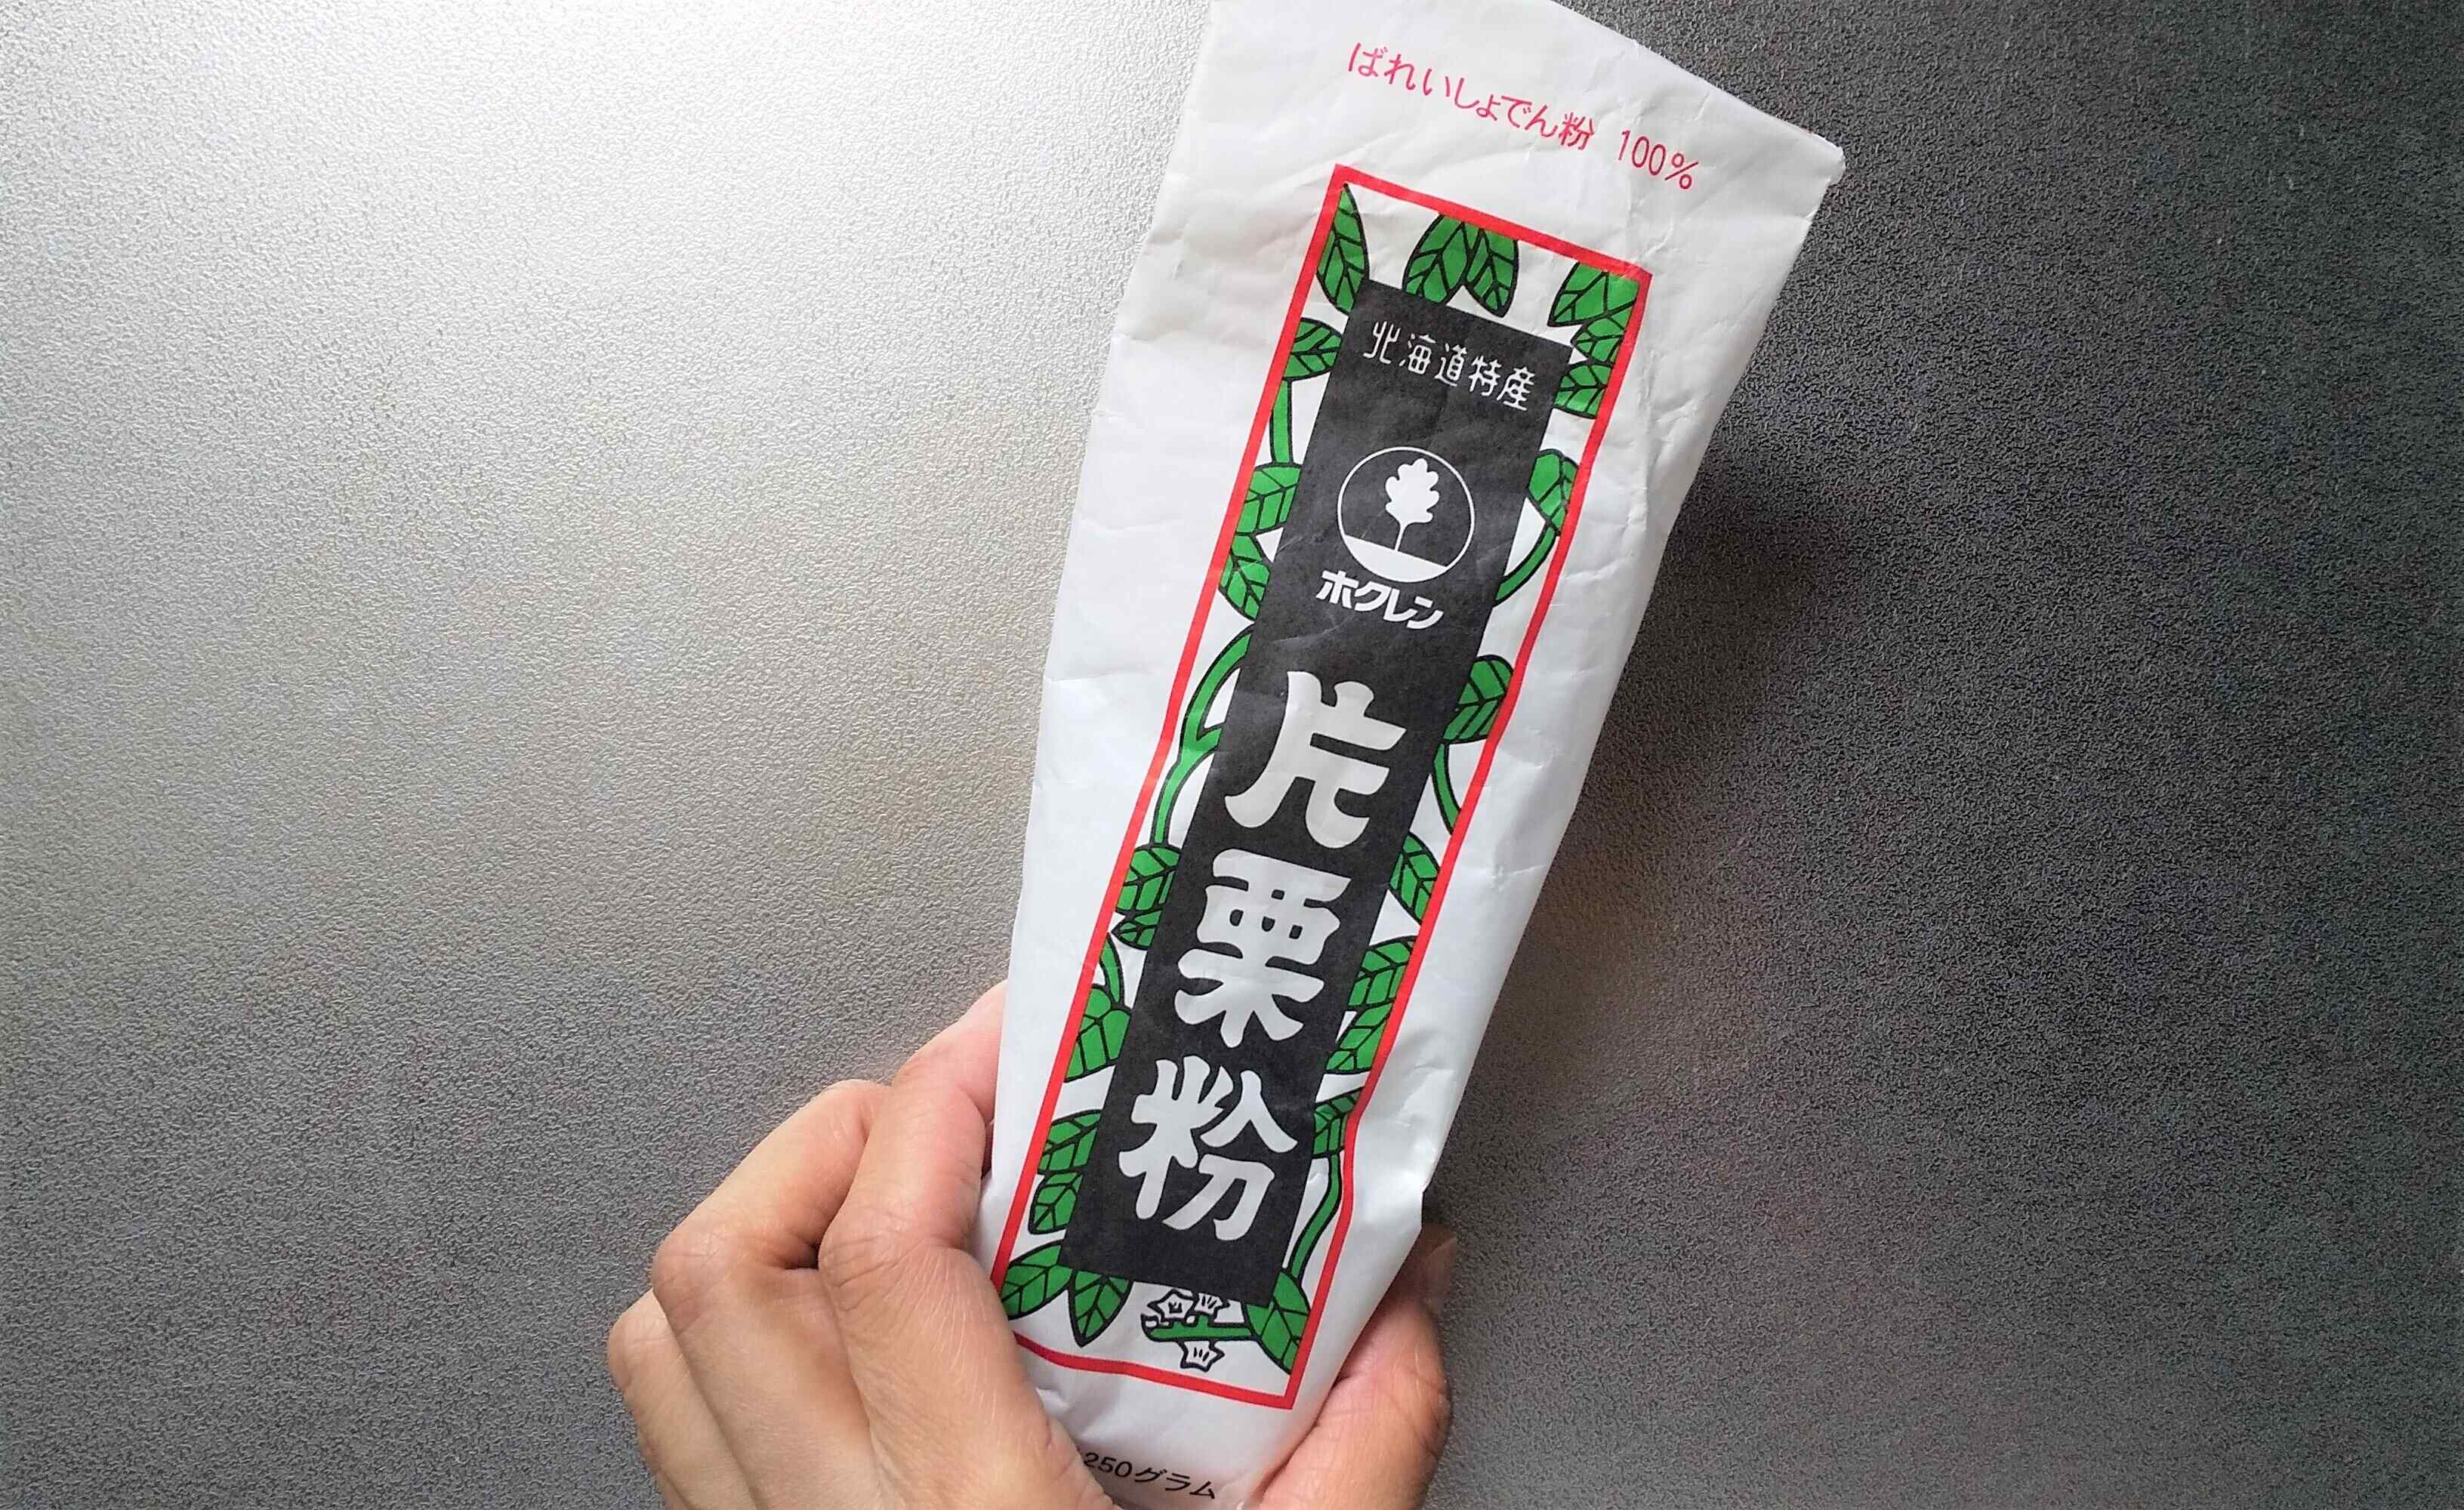 ばれいしょでん粉 100%
北海道特産
ホクレン
片栗粉
250グラム